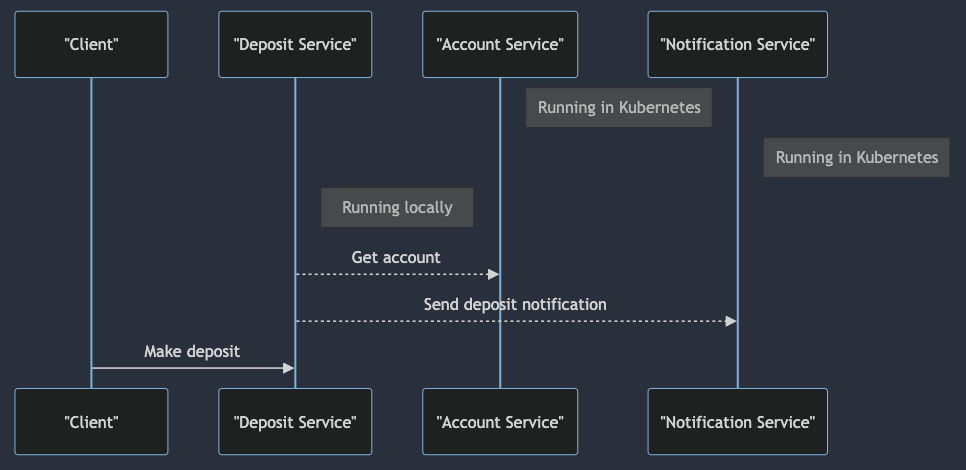 "Client"
"Deposit Service"
"Account Service"
"Notification Service"
Running in Kubernetes
Running in Kubernetes
Running locally
Get account
Send deposit notification
Make deposit
"Client"
"Deposit Service"
"Account Service"
"Notification Service"